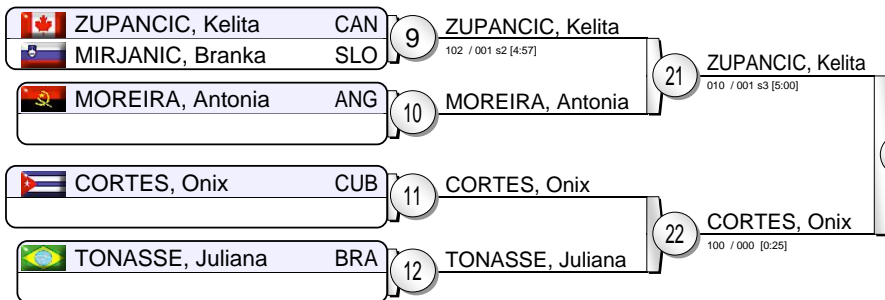 ZUPANCIC, Kelita CAN
MIRJANIC, Branka SLO
9
ZUPANCIC, Kelita
102 / 001 s2 [4:57]
MOREIRA, Antonia ANG
10
MOREIRA, Antonia
21
ZUPANCIC, Kelita
010 / 001 s3 [5:00]
CORTES, Onix CUB
11
CORTES, Onix
TONASSE, Juliana BRA
12
TONASSE, Juliana
22
CORTES, Onix
100 / 000 [0:25]